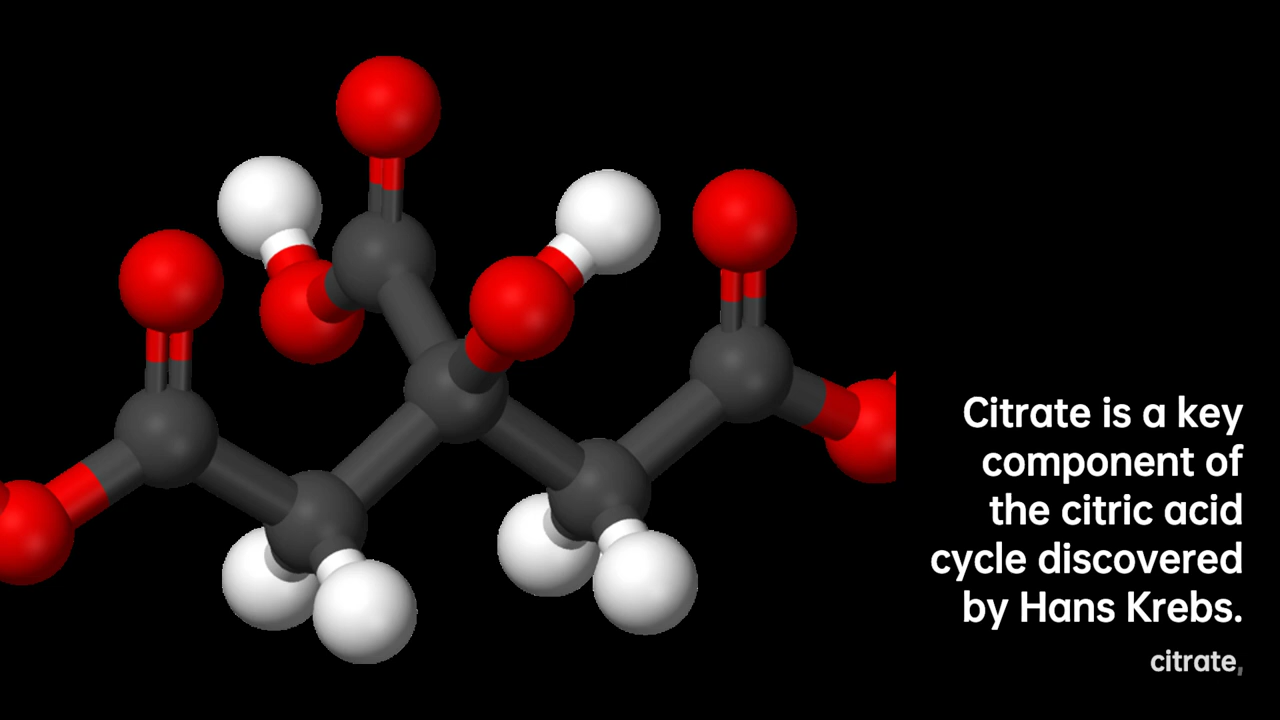 Citrate is a key
component of
the citric acid
cycle discovered
by Hans Krebs.
citrate,